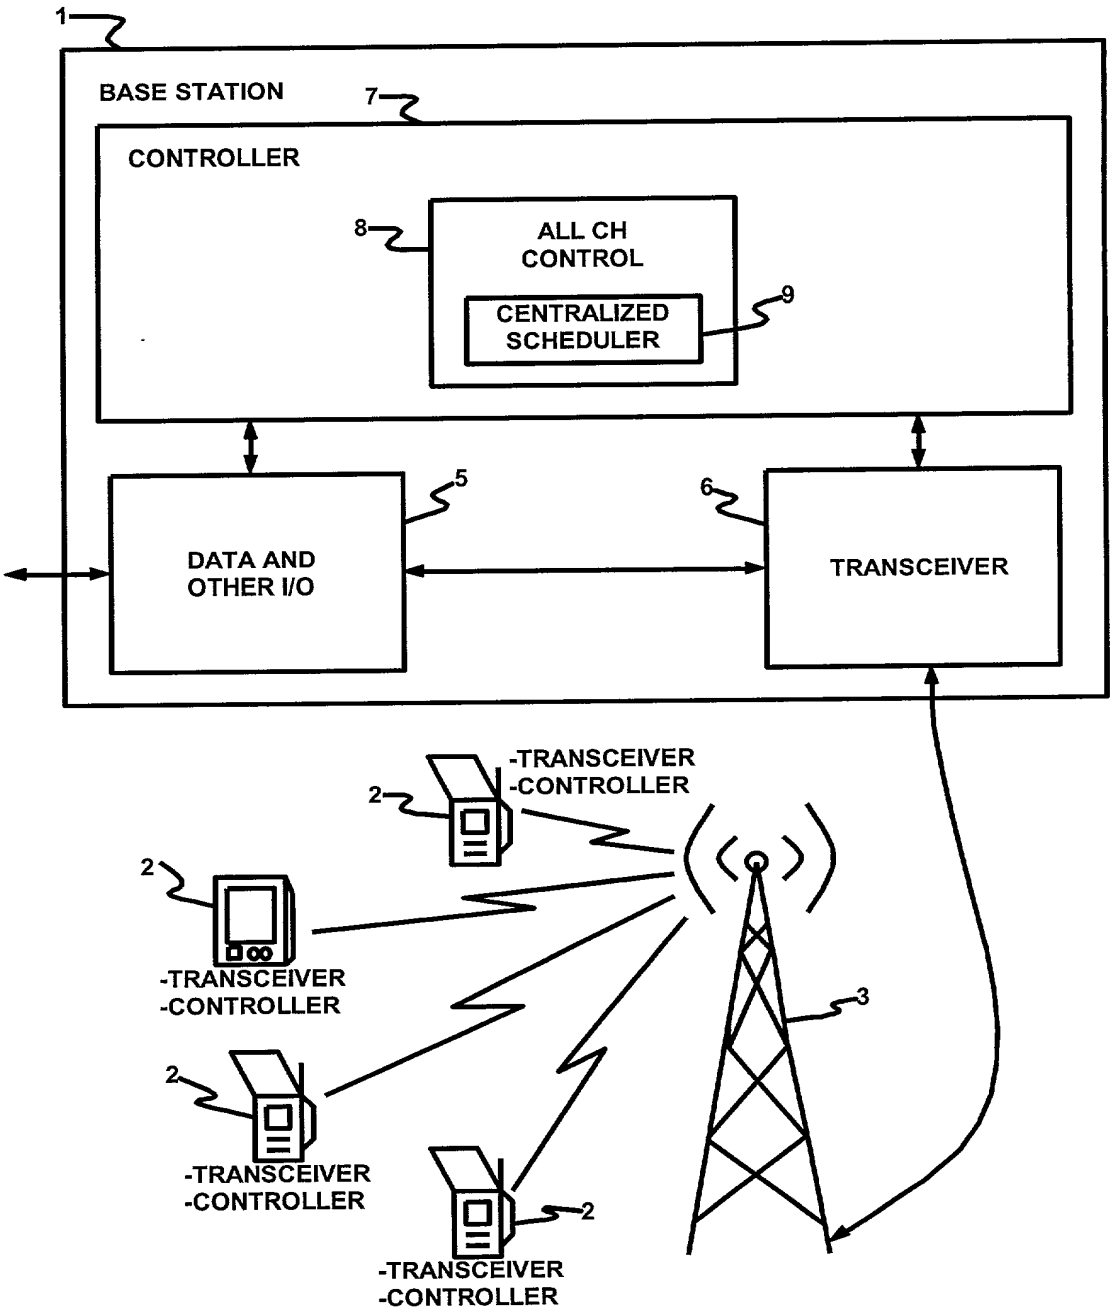 1
BASE STATION
7
CONTROLLER
8
ALL CH
CONTROL
9
CENTRALIZED
SCHEDULER
5
6
DATA AND
OTHER I/O
TRANSCEIVER
2
-TRANSCEIVER
-CONTROLLER
2
-TRANSCEIVER
-CONTROLLER
3
2
-TRANSCEIVER
-CONTROLLER
2
-TRANSCEIVER
-CONTROLLER